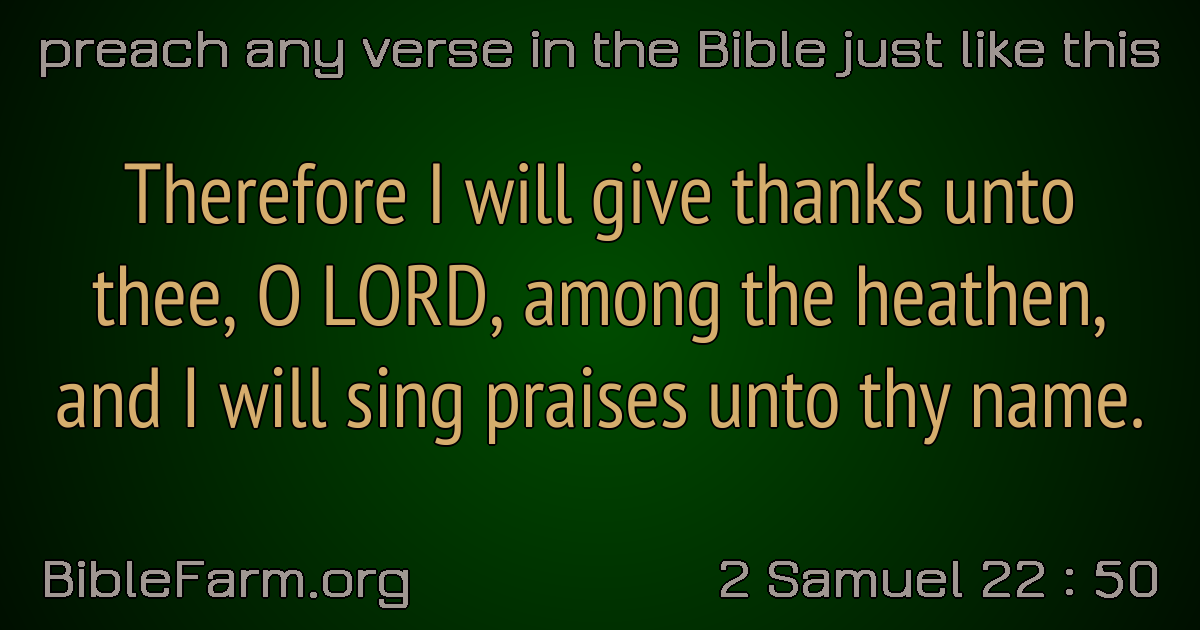 preach any verse in the Bible just like this
Therefore I will give thanks unto
thee, O LORD, among the heathen,
and I will sing praises unto thy name.
BibleFarm.org
2 Samuel 22 : 50